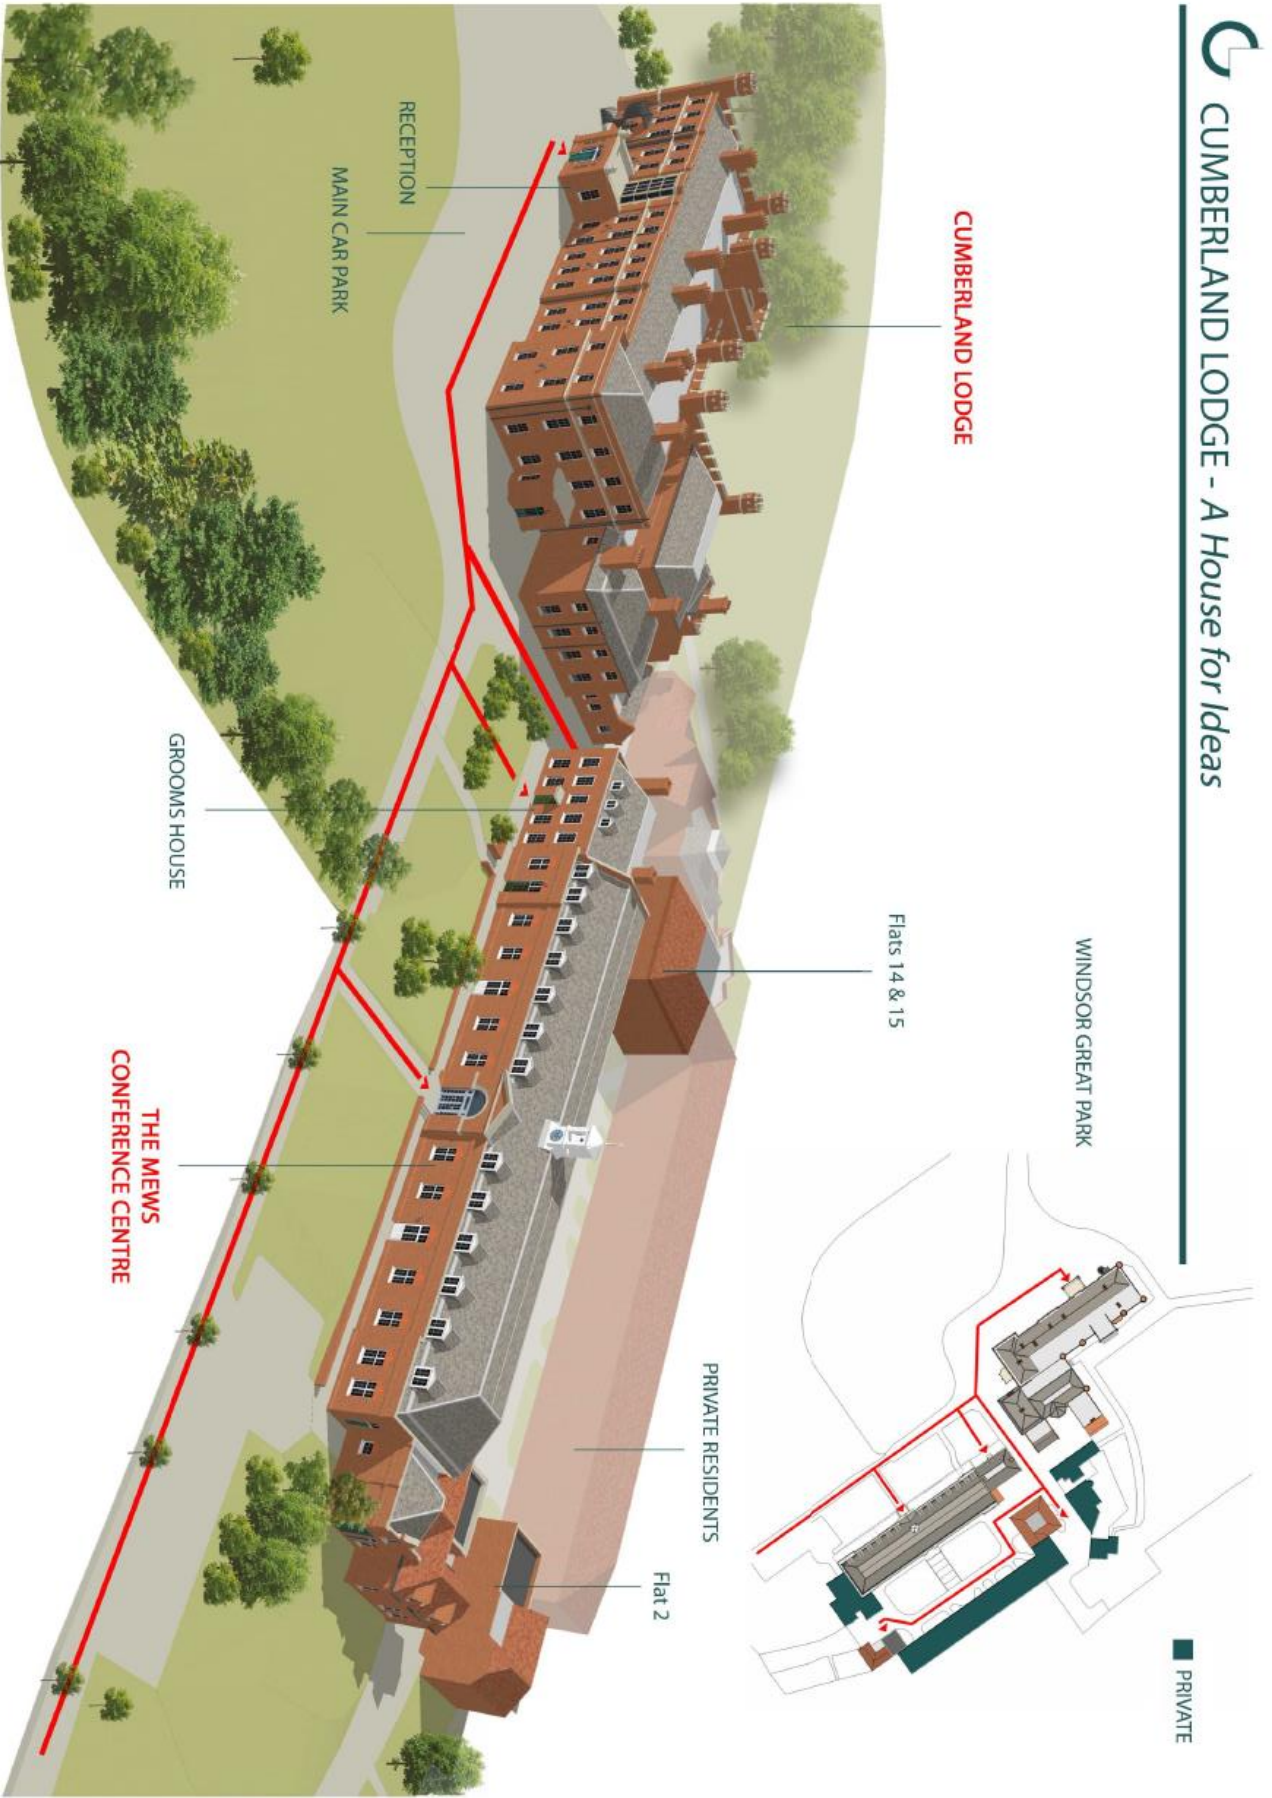 CUMBERLAND LODGE - A House for Ideas
CUMBERLAND LODGE
WINDSOR GREAT PARK
PRIVATE
Flats 14 & 15
PRIVATE RESIDENTS
Flat 2
RECEPTION
MAIN CAR PARK
GROOMS HOUSE
THE MEWS
CONFERENCE CENTRE